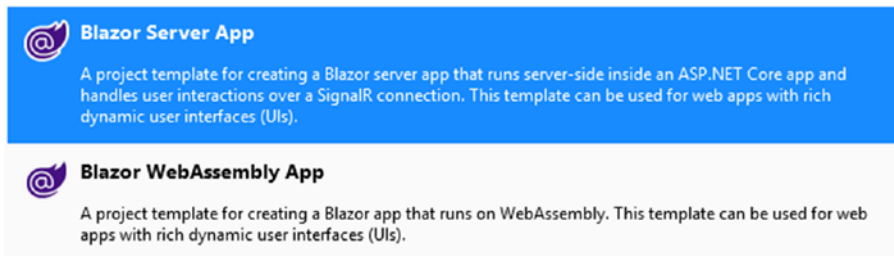 Blazor Server App
A project template for creating a Blazor server app that runs server-side inside an ASP.NET Core app and
handles user interactions over a SignalR connection. This template can be used for web apps with rich
dynamic user interfaces (UIs).
Blazor WebAssembly App
A project template for creating a Blazor app that runs on WebAssembly. This template can be used for web
apps with rich dynamic user interfaces (UIs).